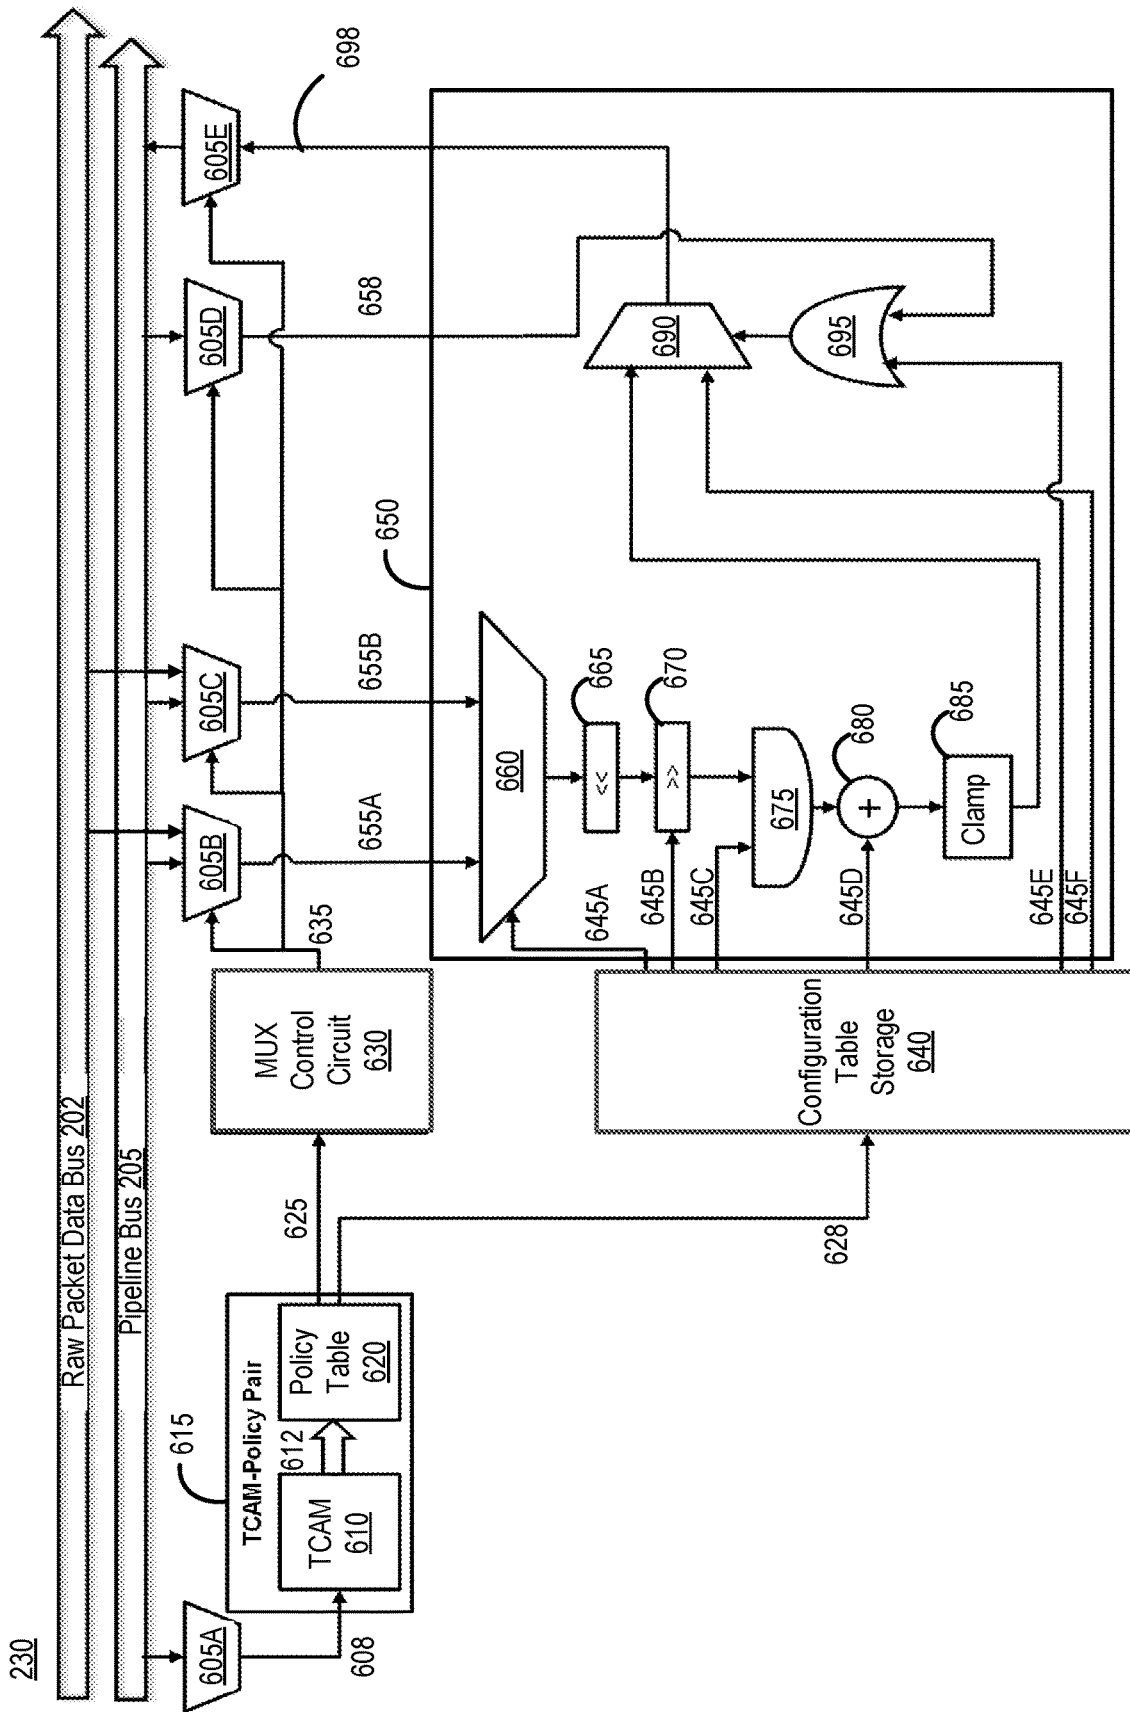 230
Raw Packet Data Bus 202
Pipeline Bus 205
605A
605B
605C
605D
605E
608
TCAM-Policy Pair
615
TCAM
610
612
Policy
Table
620
625
628
MUX
Control
Circuit
630
635
655A
655B
658
698
650
660
665
<<
670
>>
675
680
+
685
Clamp
690
695
Configuration
Table
Storage
640
645A
645B
645C
645D
645E
645F